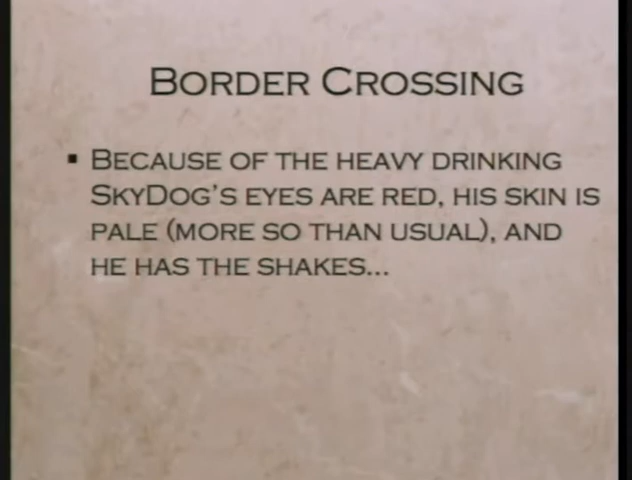 BORDER CROSSING
▪ BECAUSE OF THE HEAVY DRINKING
SKYDOG'S EYES ARE RED, HIS SKIN IS
PALE (MORE SO THAN USUAL), AND
HE HAS THE SHAKES...